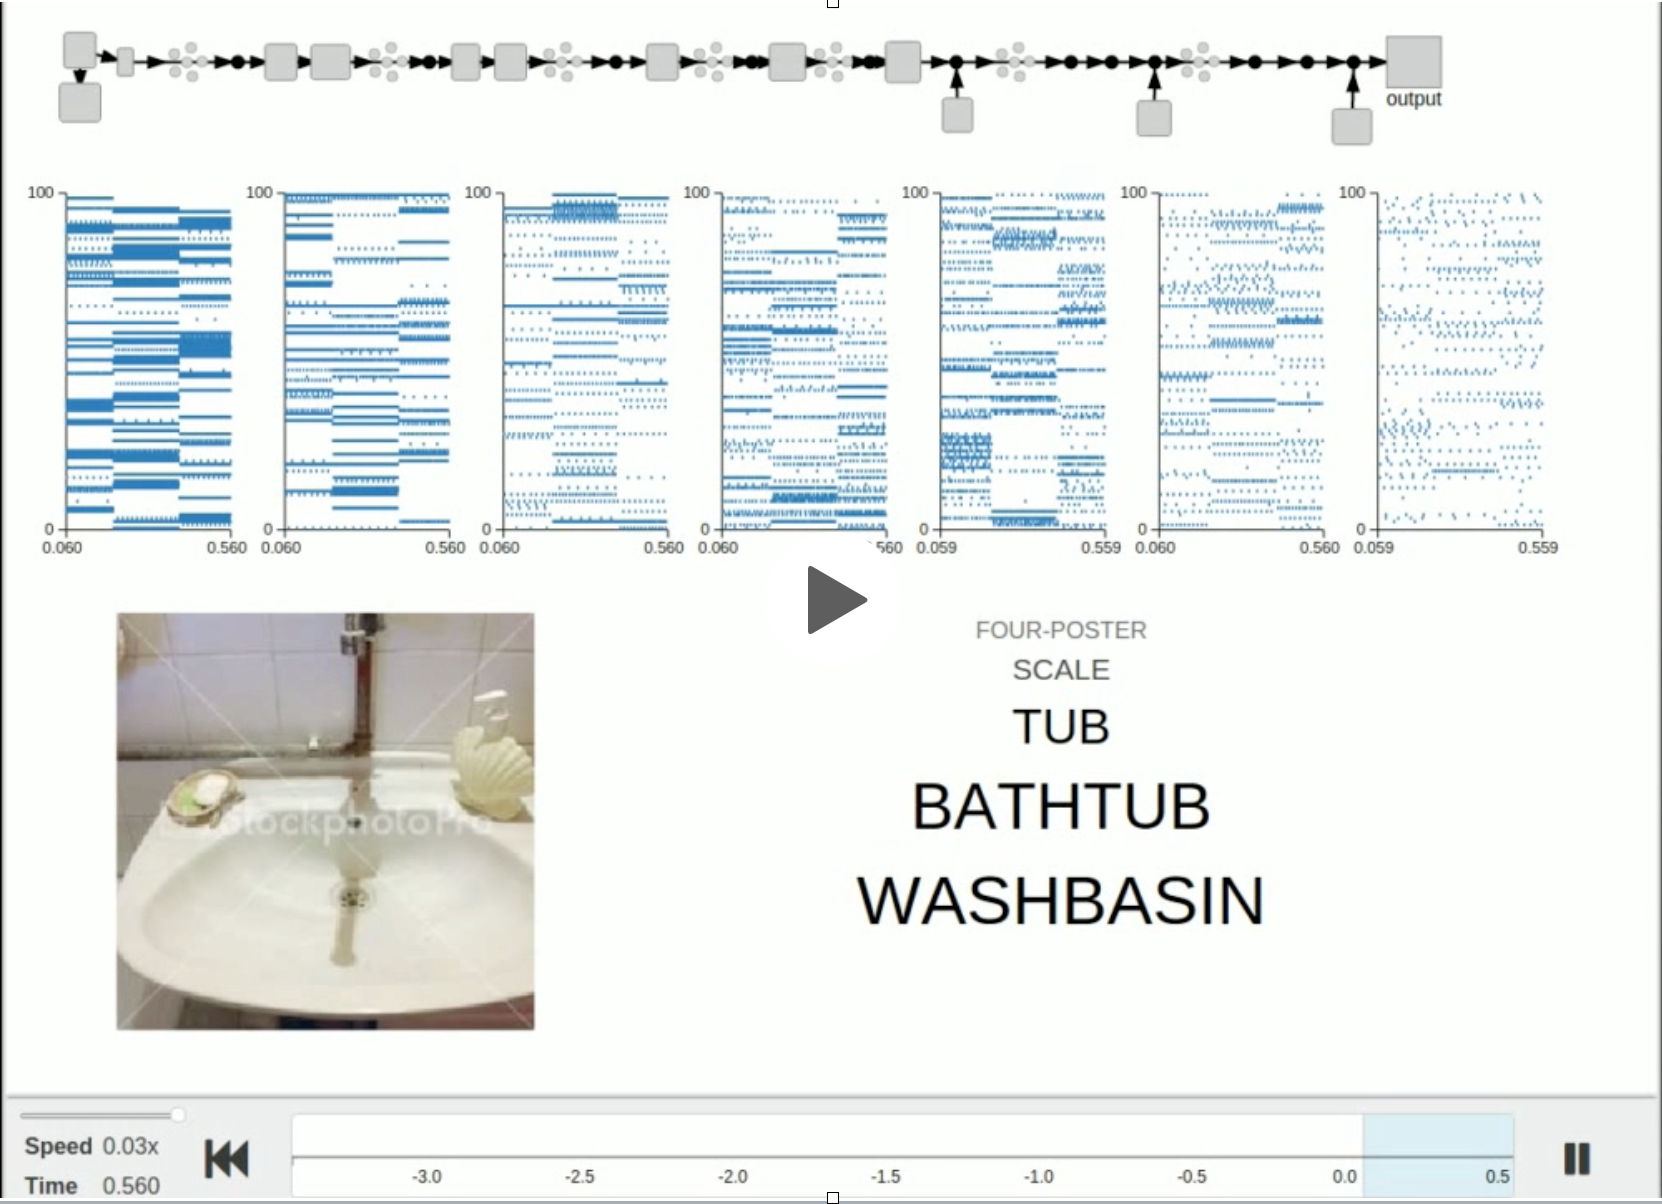 output
100 100 100 100 100 100 100
0 0 0 0 0 0 0
0.060 0.560 0.060 0.560 0.060 0.560 0.060 0.059 0.559 0.060 0.560 0.059 0.559
FOUR-POSTER
SCALE
TUB
BATHTUB
WASHBASIN
Speed 0.03x
Time 0.560
-3.0 -2.5 -2.0 -1.5 -1.0 -0.5 0.0 0.5